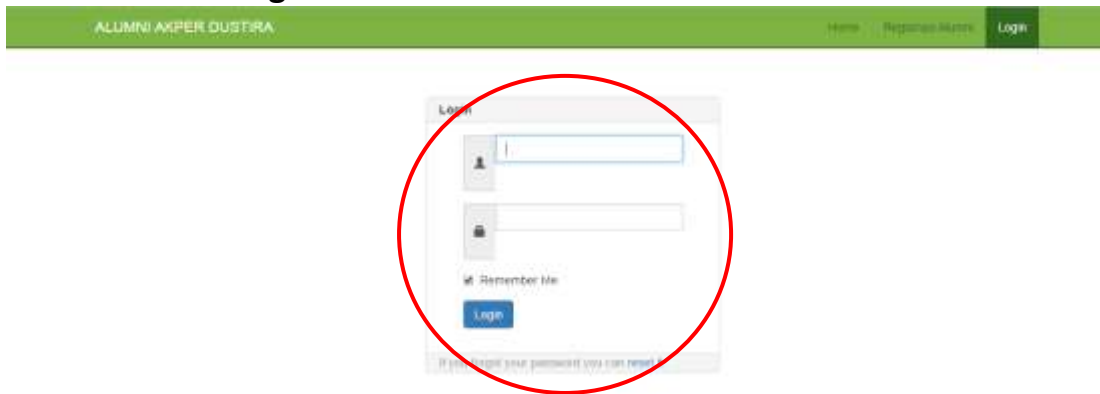 ALUMNI AKPER DUSTIRA
Home Registrasi Alumni Login
Login
Remember Me
Login
If you forgot your password you can reset it